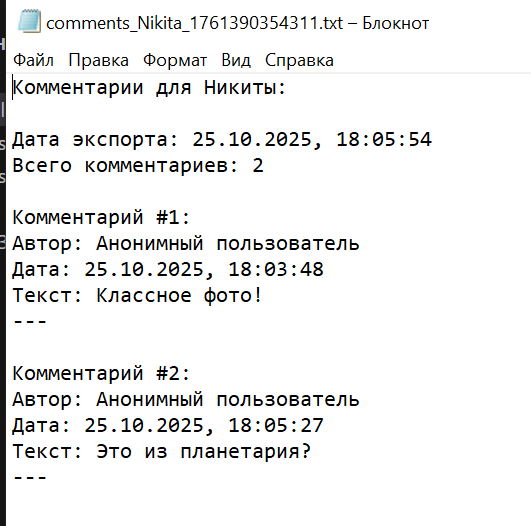 comments_Nikita_1761390354311.txt – Блокнот
Файл Правка Формат Вид Справка
Комментарии для Никиты:
Дата экспорта: 25.10.2025, 18:05:54
Всего комментариев: 2
Комментарий #1:
Автор: Анонимный пользователь
Дата: 25.10.2025, 18:03:48
Текст: Классное фото!
---
Комментарий #2:
Автор: Анонимный пользователь
Дата: 25.10.2025, 18:05:27
Текст: Это из планетария?
---